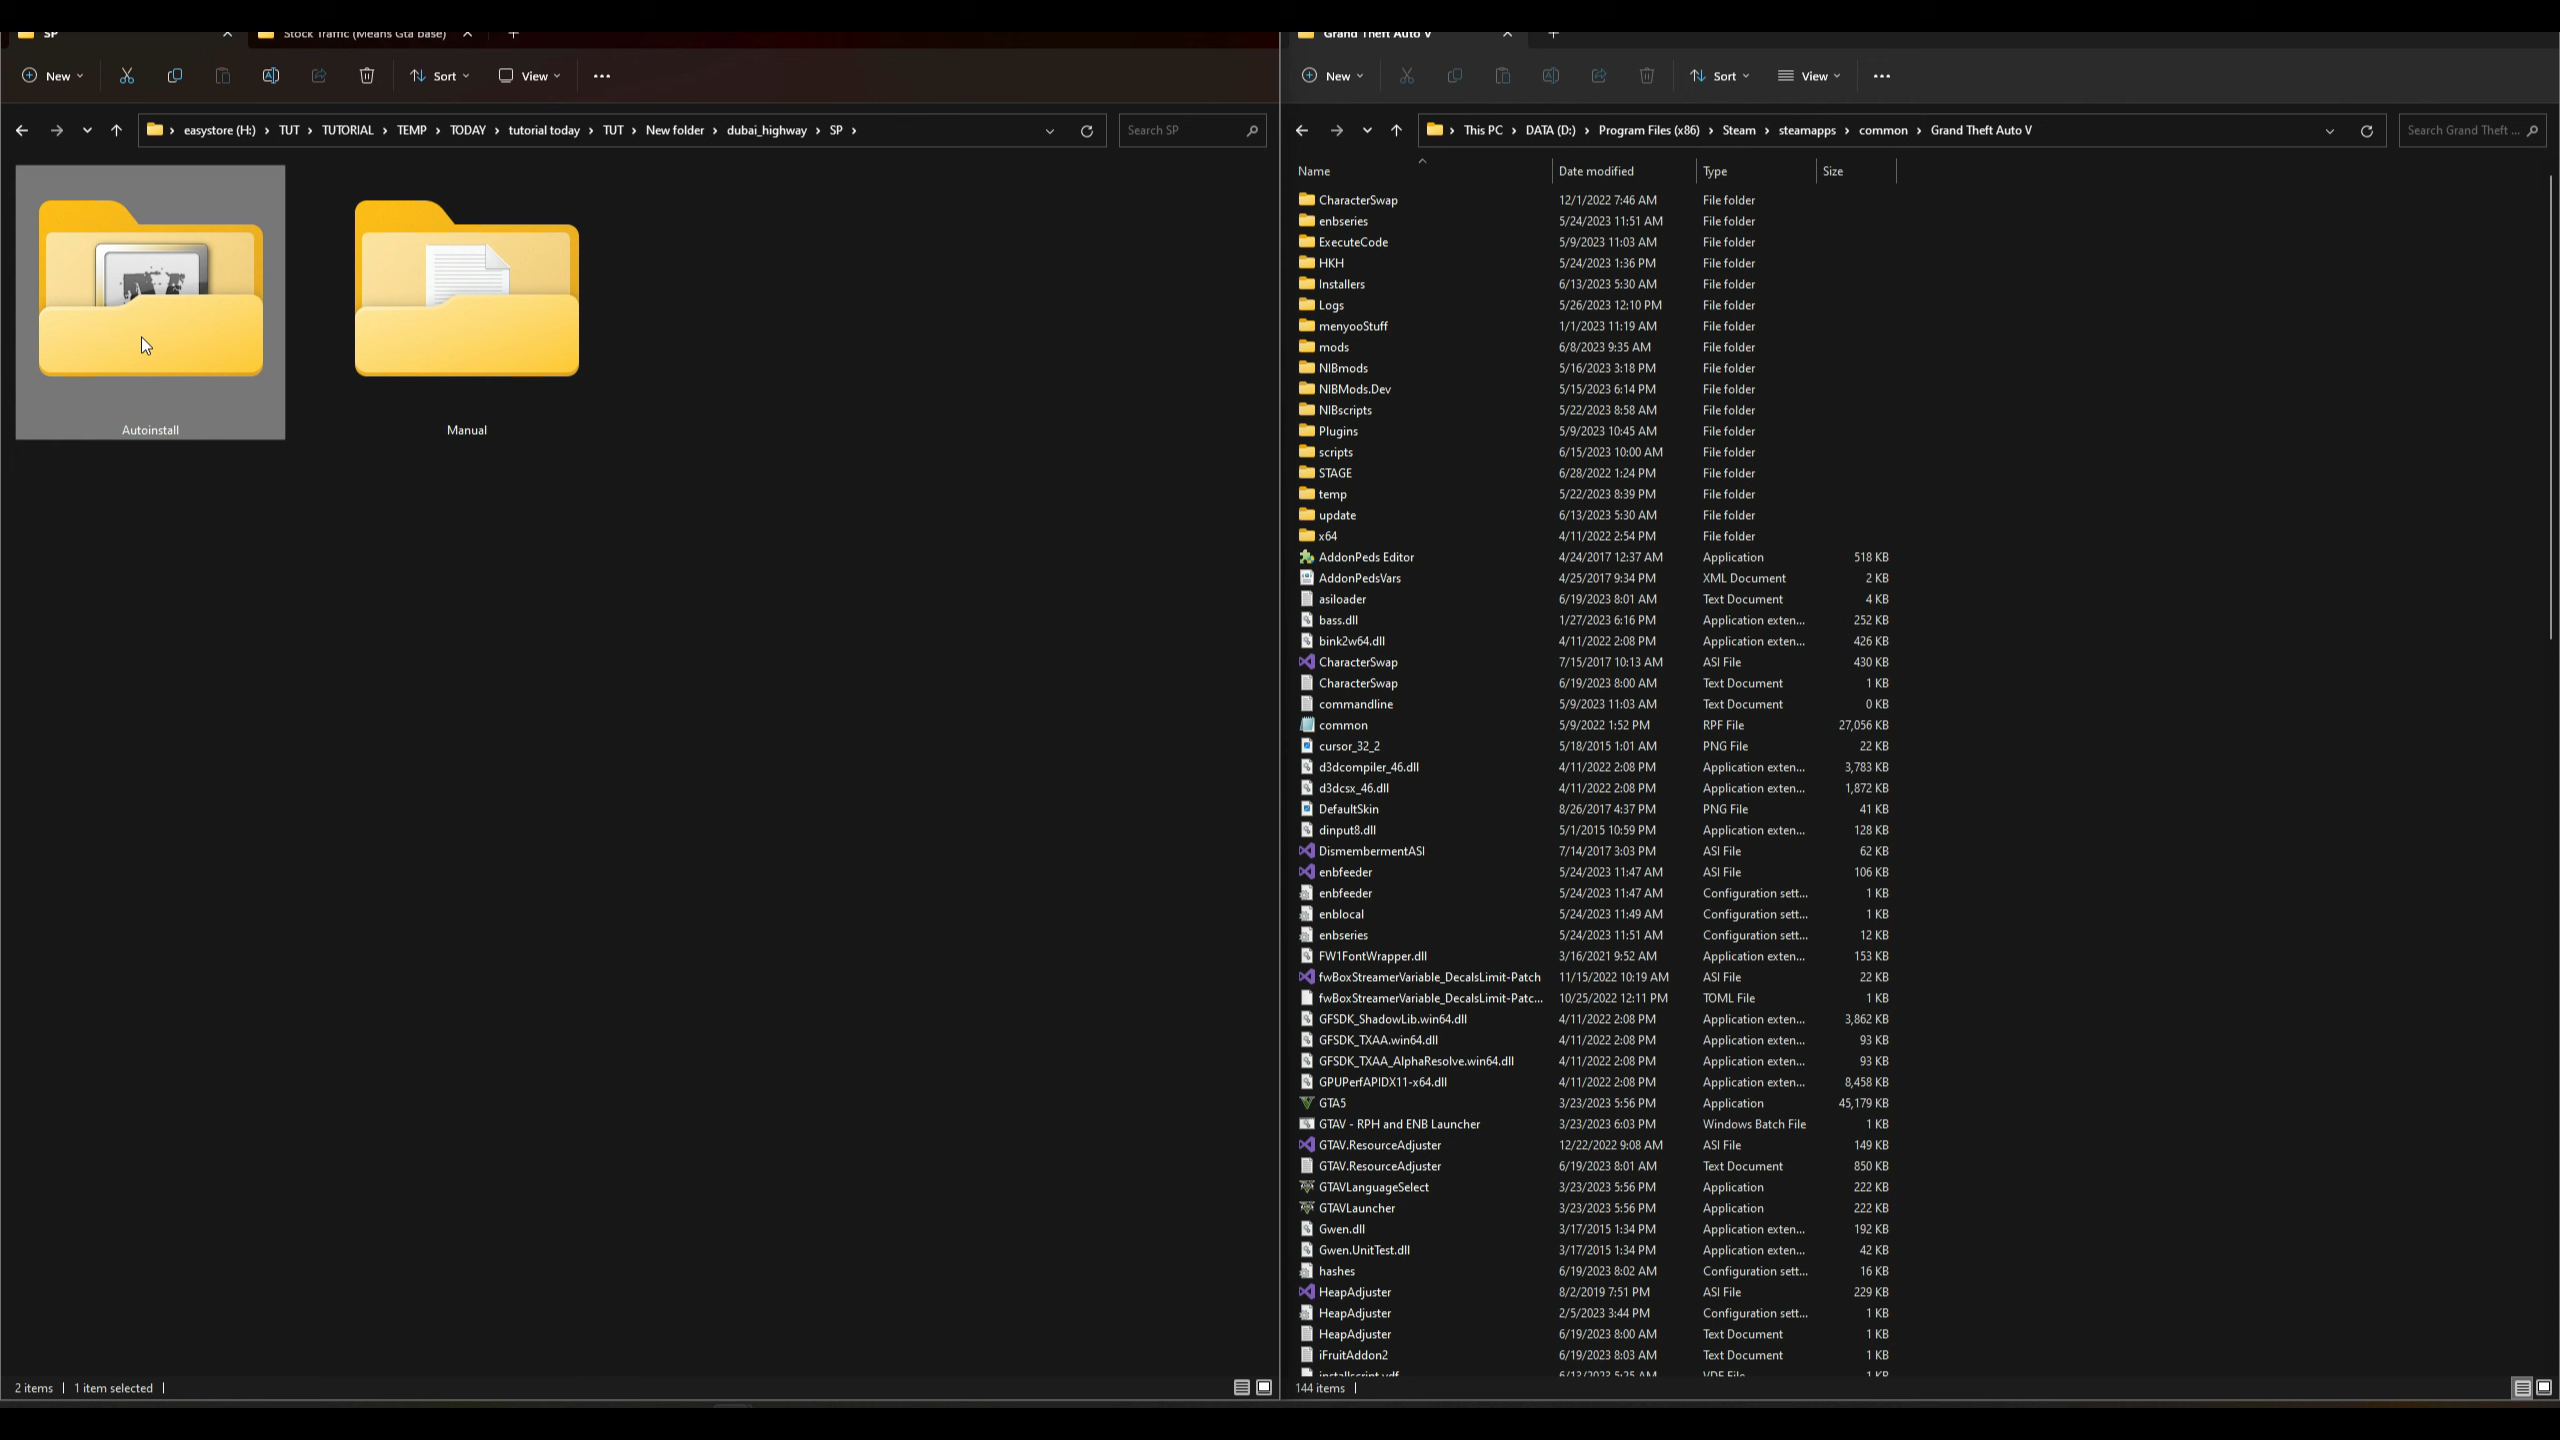 SP
Stock Traffic (Means Gta base)
New
Sort
View
easystore (H:) > TUT > TUTORIAL > TEMP > TODAY > tutorial today > TUT > New folder > dubai_highway > SP >
Search SP
Autoinstall
Manual
2 items
1 item selected
Grand Theft Auto V
New
Sort
View
This PC > DATA (D:) > Program Files (x86) > Steam > steamapps > common > Grand Theft Auto V
Search Grand Theft ...
Name Date modified Type Size
CharacterSwap 12/1/2022 7:46 AM File folder
enbseries 5/24/2023 11:51 AM File folder
ExecuteCode 5/9/2023 11:03 AM File folder
HKH 5/24/2023 1:36 PM File folder
Installers 6/13/2023 5:30 AM File folder
Logs 5/26/2023 12:10 PM File folder
menyooStuff 1/1/2023 11:19 AM File folder
mods 6/8/2023 9:35 AM File folder
NIBmods 5/16/2023 3:18 PM File folder
NIBMods.Dev 5/15/2023 6:14 PM File folder
NIBscripts 5/22/2023 8:58 AM File folder
Plugins 5/9/2023 10:45 AM File folder
scripts 6/15/2023 10:00 AM File folder
STAGE 6/28/2022 1:24 PM File folder
temp 5/22/2023 8:39 PM File folder
update 6/13/2023 5:30 AM File folder
x64 4/11/2022 2:54 PM File folder
AddonPeds Editor 4/24/2017 12:37 AM Application 518 KB
AddonPedsVars 4/25/2017 9:34 PM XML Document 2 KB
asiloader 6/19/2023 8:01 AM Text Document 4 KB
bass.dll 1/27/2023 6:16 PM Application exten... 252 KB
bink2w64.dll 4/11/2022 2:08 PM Application exten... 426 KB
CharacterSwap 7/15/2017 10:13 AM ASI File 430 KB
CharacterSwap 6/19/2023 8:00 AM Text Document 1 KB
commandline 5/9/2023 11:03 AM Text Document 0 KB
common 5/9/2022 1:52 PM RPF File 27,056 KB
cursor_32_2 5/18/2015 1:01 AM PNG File 22 KB
d3dcompiler_46.dll 4/11/2022 2:08 PM Application exten... 3,783 KB
d3dcsx_46.dll 4/11/2022 2:08 PM Application exten... 1,872 KB
DefaultSkin 8/26/2017 4:37 PM PNG File 41 KB
dinput8.dll 5/1/2015 10:59 PM Application exten... 128 KB
DismembermentASI 7/14/2017 3:03 PM ASI File 62 KB
enbfeeder 5/24/2023 11:47 AM ASI File 106 KB
enbfeeder 5/24/2023 11:47 AM Configuration sett... 1 KB
enblocal 5/24/2023 11:49 AM Configuration sett... 1 KB
enbseries 5/24/2023 11:51 AM Configuration sett... 12 KB
FW1FontWrapper.dll 3/16/2021 9:52 AM Application exten... 153 KB
fwBoxStreamerVariable_DecalsLimit-Patch 11/15/2022 10:19 AM ASI File 22 KB
fwBoxStreamerVariable_DecalsLimit-Patc... 10/25/2022 12:11 PM TOML File 1 KB
GFSDK_ShadowLib.win64.dll 4/11/2022 2:08 PM Application exten... 3,862 KB
GFSDK_TXAA.win64.dll 4/11/2022 2:08 PM Application exten... 93 KB
GFSDK_TXAA_AlphaResolve.win64.dll 4/11/2022 2:08 PM Application exten... 93 KB
GPUPerfAPIDX11-x64.dll 4/11/2022 2:08 PM Application exten... 8,458 KB
GTA5 3/23/2023 5:56 PM Application 45,179 KB
GTAV - RPH and ENB Launcher 3/23/2023 6:03 PM Windows Batch File 1 KB
GTAV.ResourceAdjuster 12/22/2022 9:08 AM ASI File 149 KB
GTAV.ResourceAdjuster 6/19/2023 8:01 AM Text Document 850 KB
GTAVLanguageSelect 3/23/2023 5:56 PM Application 222 KB
GTAVLauncher 3/23/2023 5:56 PM Application 222 KB
Gwen.dll 3/17/2015 1:34 PM Application exten... 192 KB
Gwen.UnitTest.dll 3/17/2015 1:34 PM Application exten... 42 KB
hashes 6/19/2023 8:02 AM Configuration sett... 16 KB
HeapAdjuster 8/2/2019 7:51 PM ASI File 229 KB
HeapAdjuster 2/5/2023 3:44 PM Configuration sett... 1 KB
HeapAdjuster 6/19/2023 8:00 AM Text Document 1 KB
iFruitAddon2 6/19/2023 8:03 AM Text Document 1 KB
installscript.vdf 6/13/2023 5:25 AM VDF File 1 KB
144 items